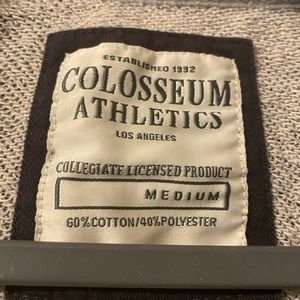 ESTABLISHED 1992
COLOSSEUM
ATHLETICS
LOS ANGELES
COLLEGIATE LICENSED PRODUCT
MEDIUM
60% COTTON/40% POLYESTER